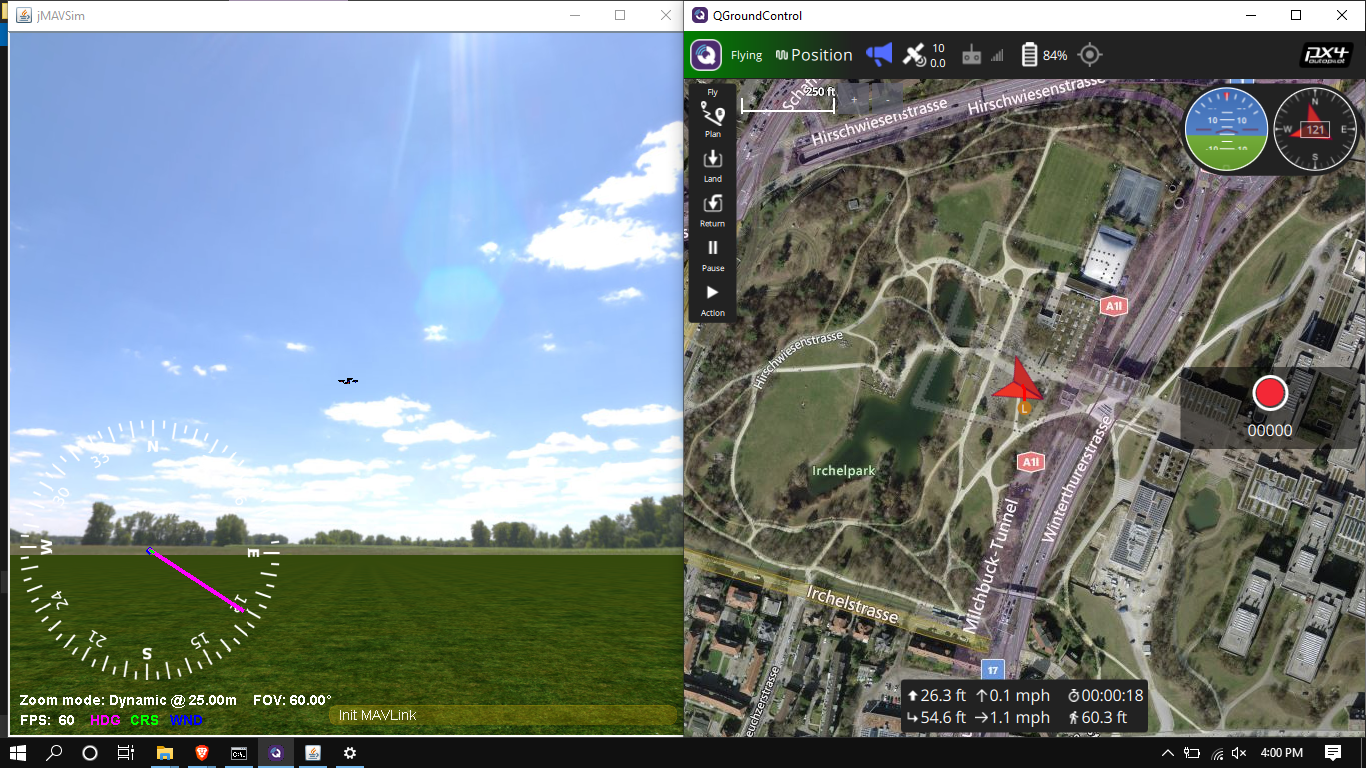 jMAVSim
N
33
30
W
E
24
12
21
15
S
Zoom mode: Dynamic @ 25.00m FOV: 60.00°
FPS: 60 HDG CRS WND
Init MAVLink
QGroundControl
Flying
Position
10
0.0
84%
px4
autopilot
Fly
Plan
Land
Return
Pause
Action
250 ft
+ -
Hirschwiesenstrasse
Hirschwiesenstrasse
10 10
-10 -10
N
W 121 E
S
A1l
Hirschwiesenstrasse
L
00000
A1l
Irchelpark
Winterthurerstrasse
Milchbuck-Tunnel
Irchelstrasse
17
26.3 ft 0.1 mph 00:00:18
54.6 ft 1.1 mph 60.3 ft
4:00 PM